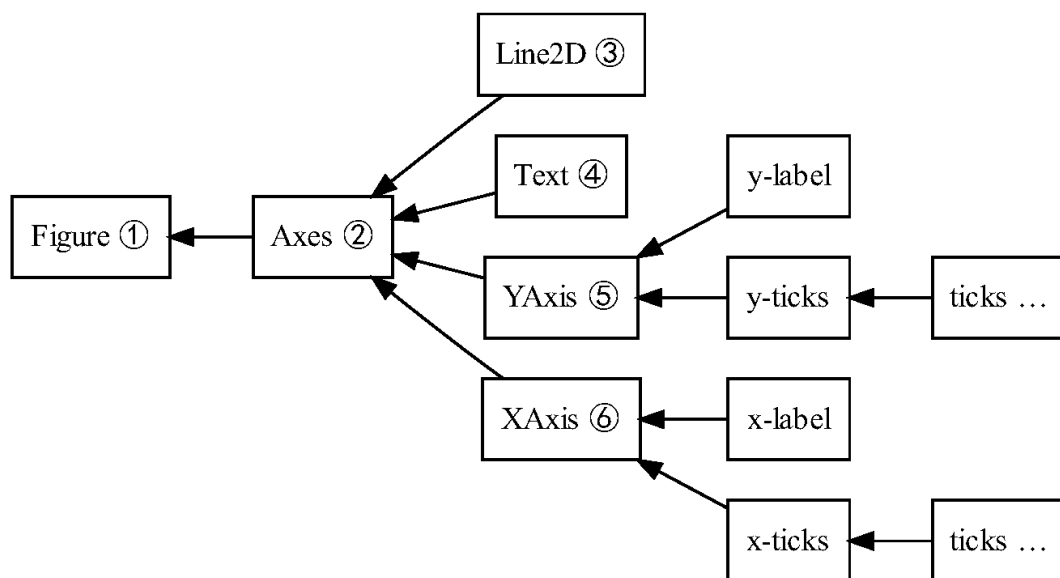 Line2D ③
Text ④
y-label
Figure ①
Axes ②
YAxis ⑤
y-ticks
ticks …
XAxis ⑥
x-label
x-ticks
ticks …